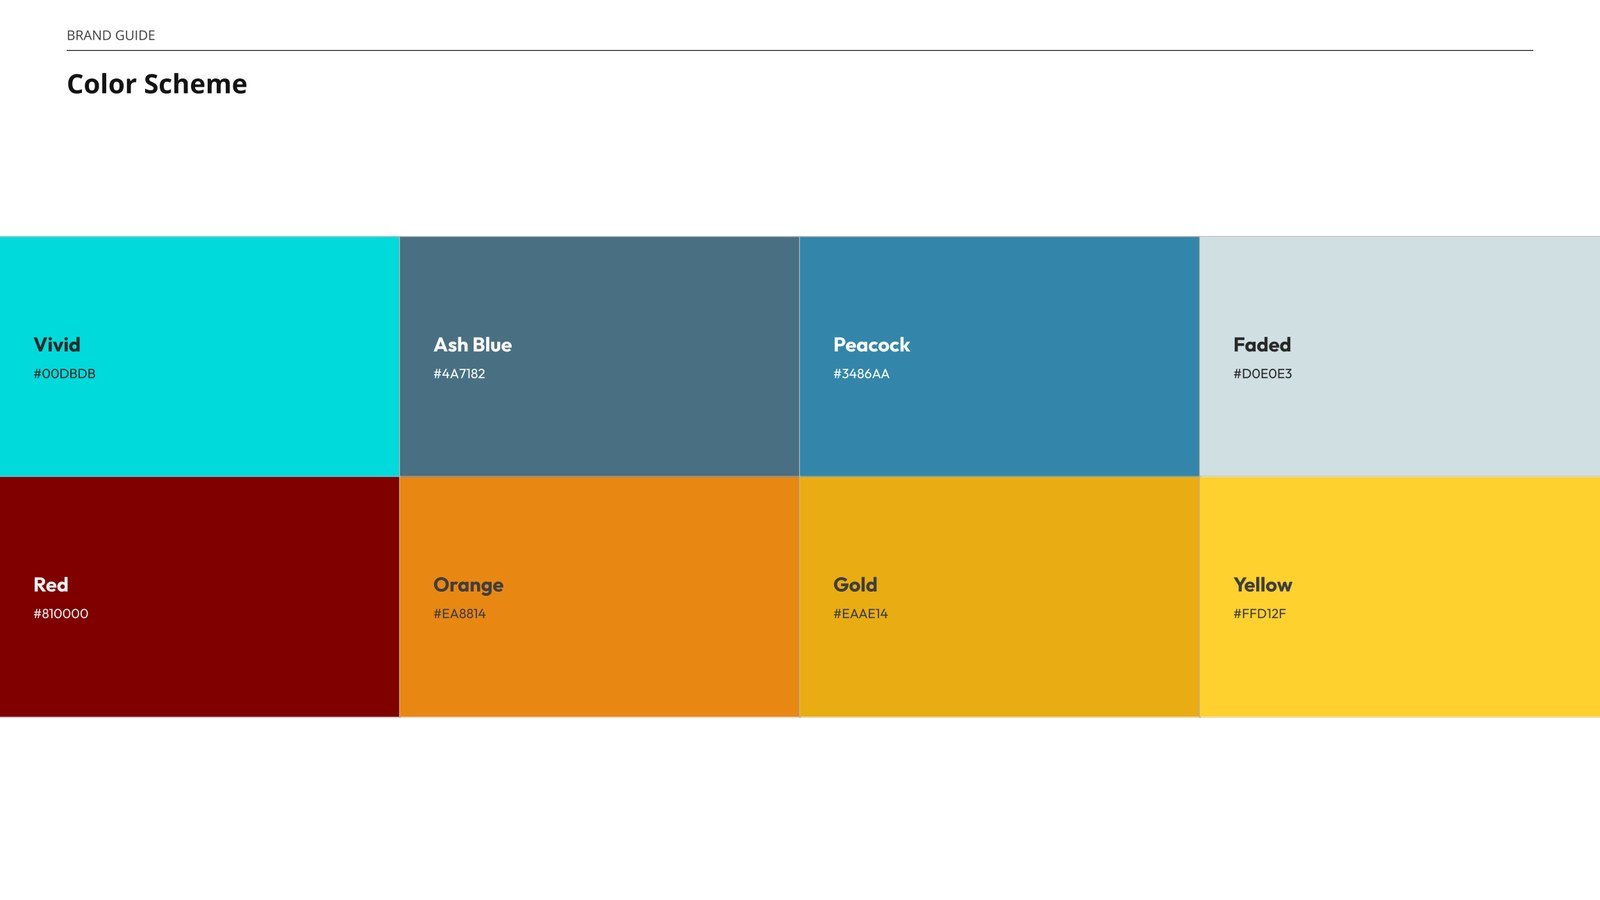 BRAND GUIDE
Color Scheme
Vivid
#00DBDB
Ash Blue
#4A7182
Peacock
#3486AA
Faded
#D0E0E3
Red
#810000
Orange
#EA8814
Gold
#EAAE14
Yellow
#FFD12F